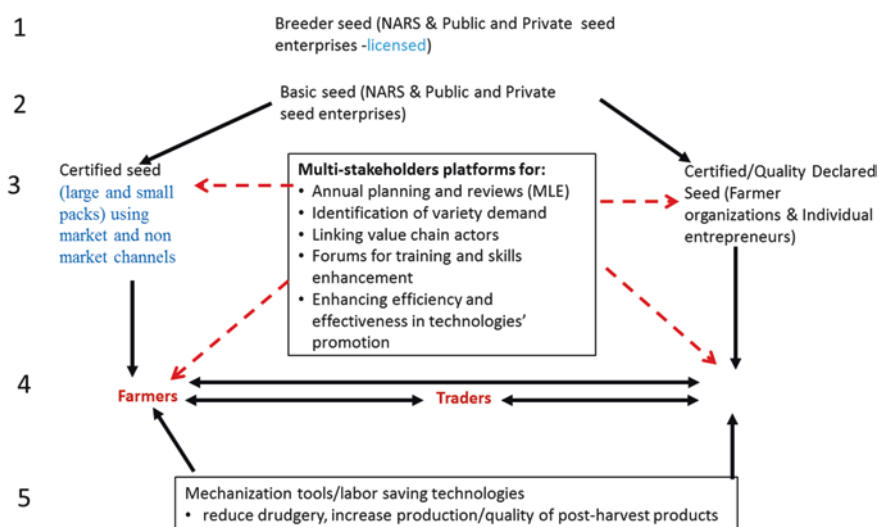 1
Breeder seed (NARS & Public and Private seed
enterprises -licensed)
2
Basic seed (NARS & Public and Private
seed enterprises)
3
Certified seed
(large and small
packs) using
market and non
market channels
Multi-stakeholders platforms for:
• Annual planning and reviews (MLE)
• Identification of variety demand
• Linking value chain actors
• Forums for training and skills
enhancement
• Enhancing efficiency and
effectiveness in technologies’
promotion
Certified/Quality Declared
Seed (Farmer
organizations & Individual
entrepreneurs)
4
Farmers
Traders
5
Mechanization tools/labor saving technologies
• reduce drudgery, increase production/quality of post-harvest products